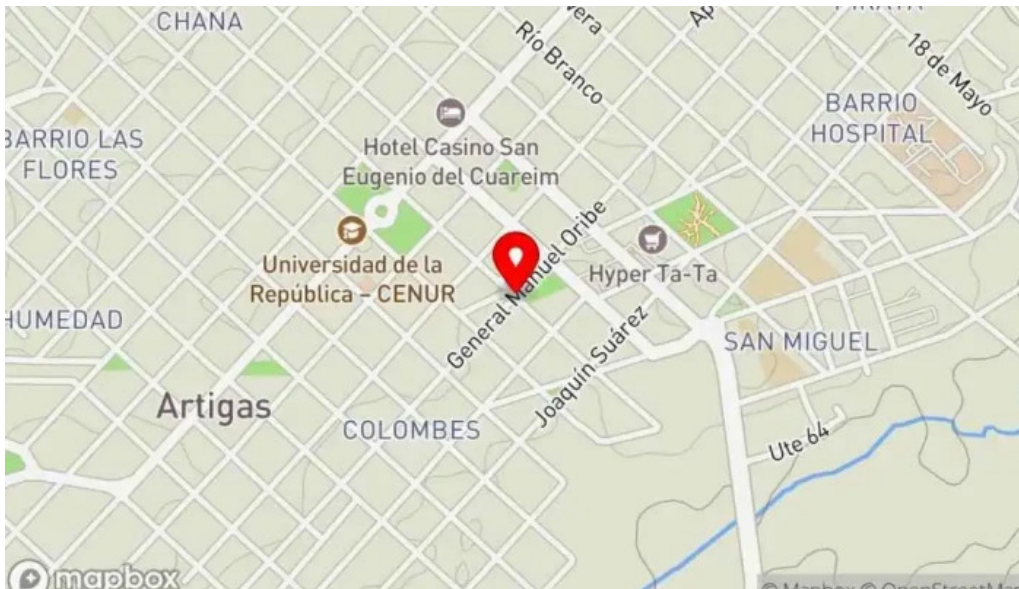 CHANA
Río Branco
18 de Mayo
BARRIO
HOSPITAL
BARRIO LAS
FLORES
Hotel Casino San
Eugenio del Cuareim
General Manuel Oribe
Hyper Ta-Ta
Universidad de la
República – CENUR
HUMEDAD
Joaquín Suárez
SAN MIGUEL
Artigas
COLOMBES
Ute 64
mapbox
© Mapbox © OpenStreetMap